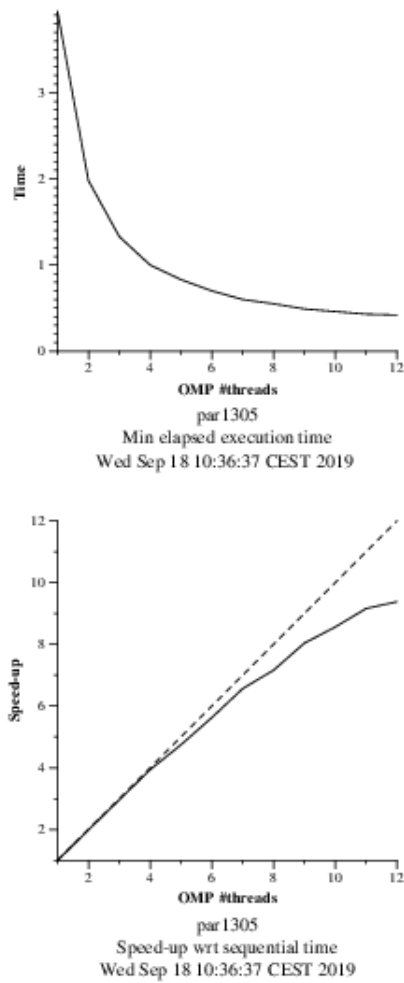 3
2
1
0
Time
2 4 6 8 10 12
OMP #threads
par1305
Min elapsed execution time
Wed Sep 18 10:36:37 CEST 2019
12
10
8
6
4
2
Speed-up
2 4 6 8 10 12
OMP #threads
par1305
Speed-up wrt sequential time
Wed Sep 18 10:36:37 CEST 2019